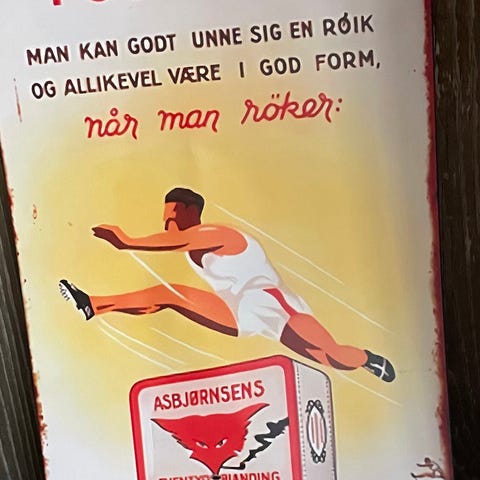 MAN KAN GODT UNNE SIG EN RØIK
OG ALLIKEVEL VÆRE I GOD FORM,
når man röker:
ASBJØRNSENS